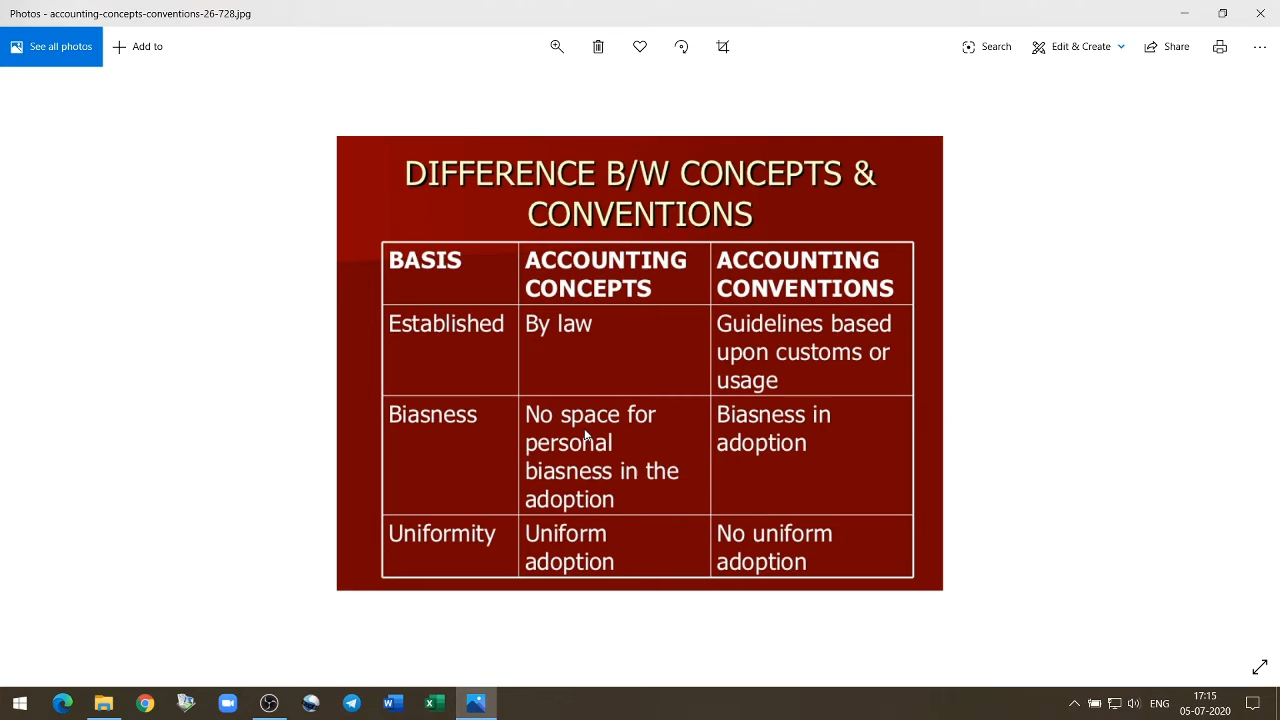 Photos - accounting-concepts-conventions-26-728.jpg
See all photos
Add to
Search
Edit & Create
Share
DIFFERENCE B/W CONCEPTS &
CONVENTIONS
BASIS
ACCOUNTING
CONCEPTS
ACCOUNTING
CONVENTIONS
Established
By law
Guidelines based
upon customs or
usage
Biasness
No space for
personal
biasness in the
adoption
Biasness in
adoption
Uniformity
Uniform
adoption
No uniform
adoption
ENG
17:15
05-07-2020